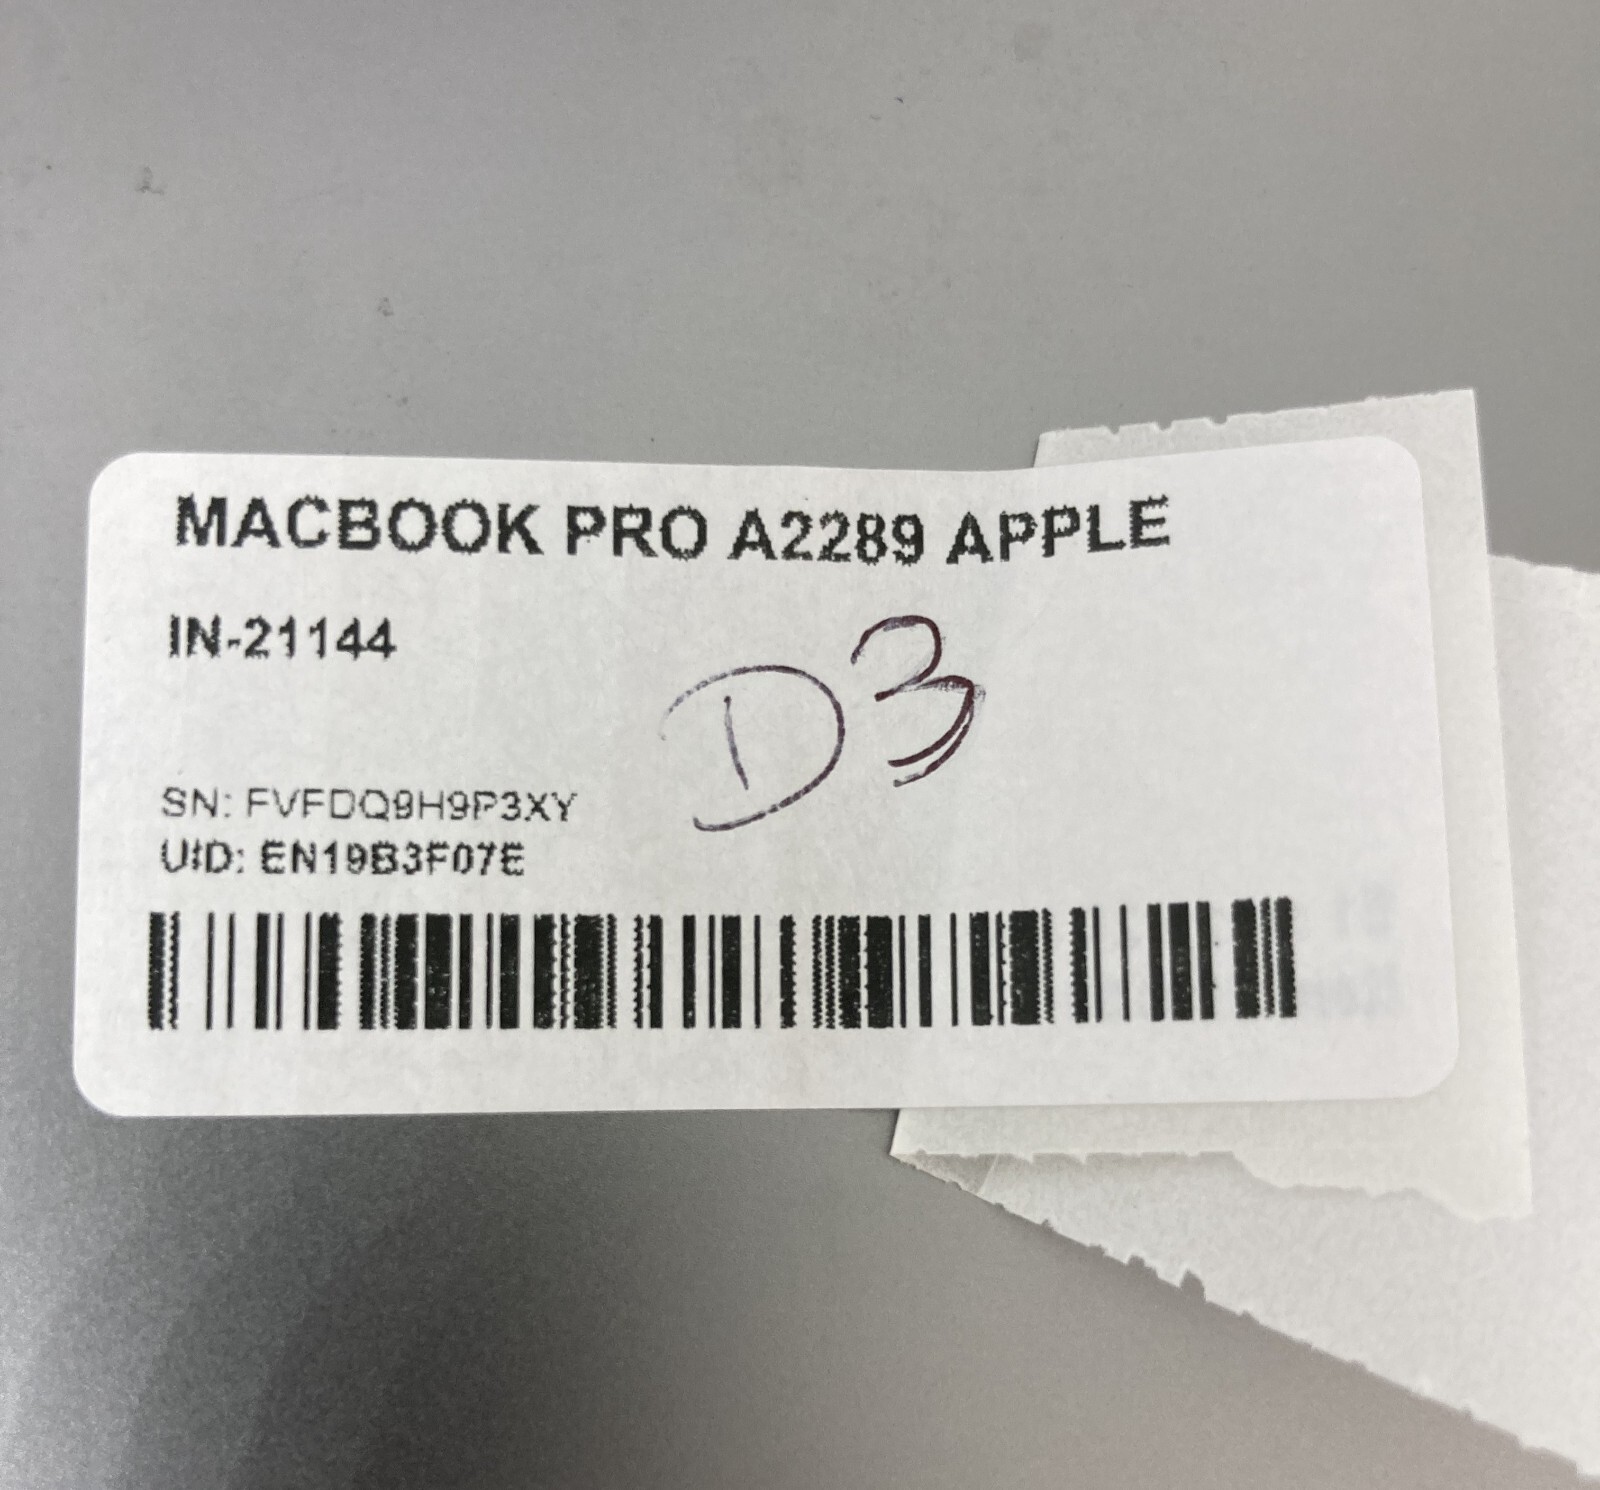 MACBOOK PRO A2289 APPLE
IN-21144
D3
SN: FVFDQ9H9P3XY
UID: EN19B3F07E